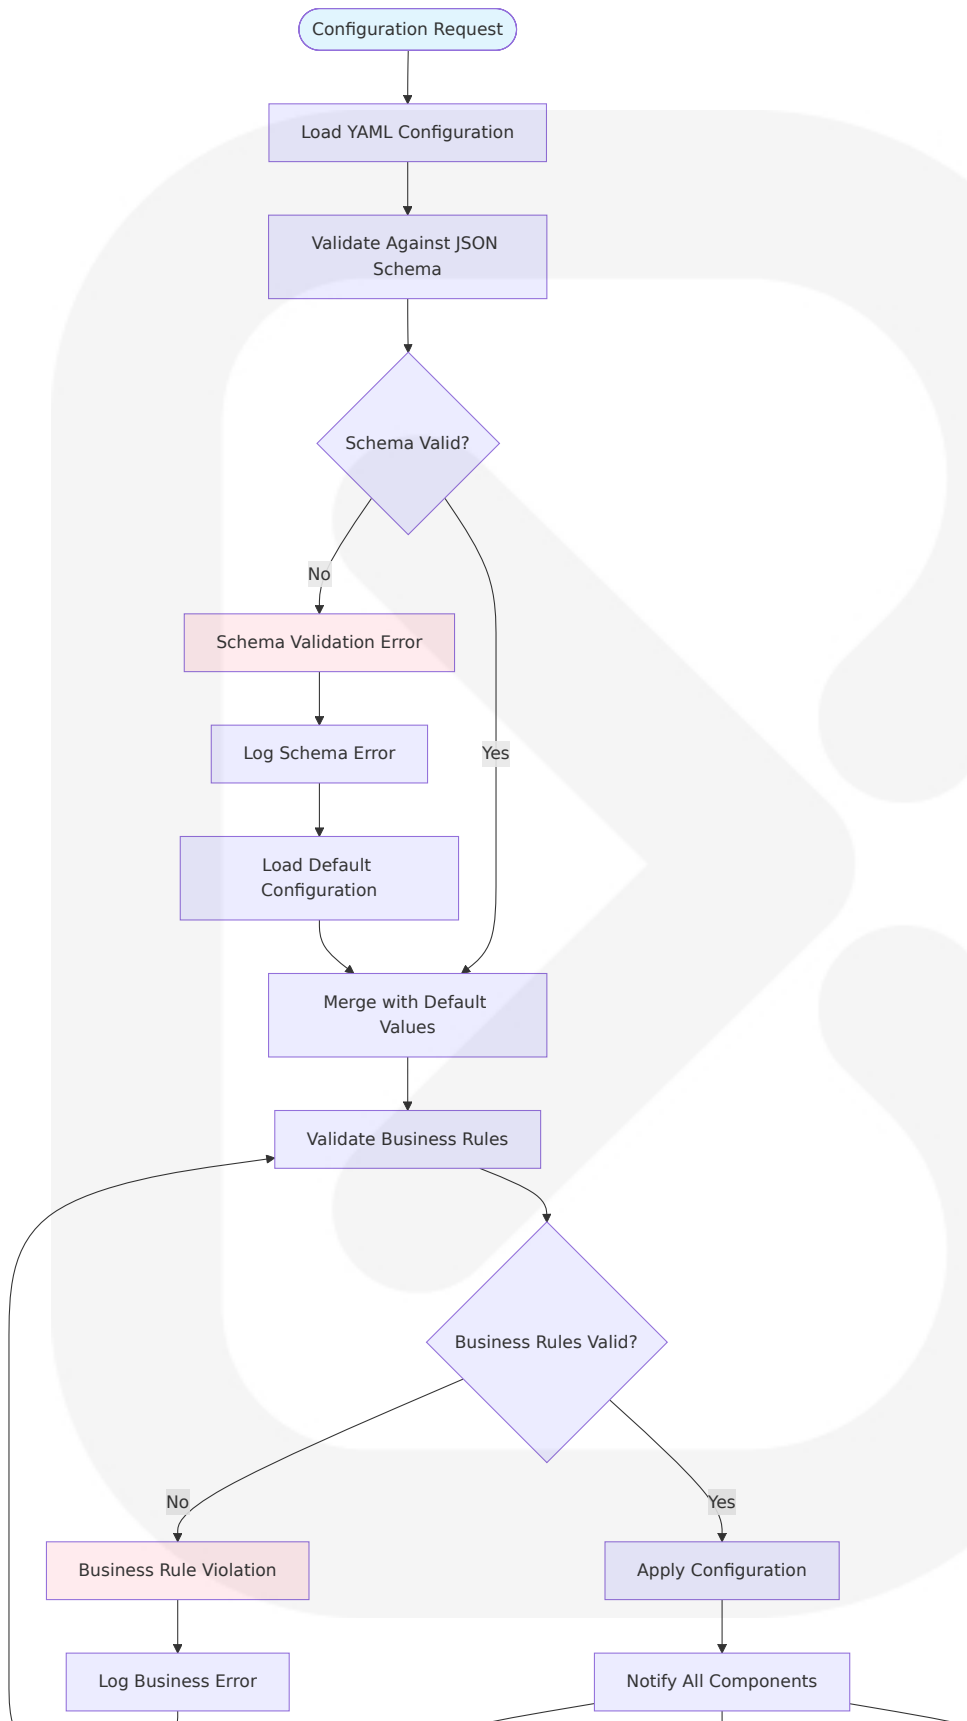 Configuration Request
Load YAML Configuration
Validate Against JSON
Schema
Schema Valid?
No
Schema Validation Error
Log Schema Error
Yes
Load Default
Configuration
Merge with Default
Values
Validate Business Rules
Business Rules Valid?
No
Yes
Business Rule Violation
Apply Configuration
Log Business Error
Notify All Components